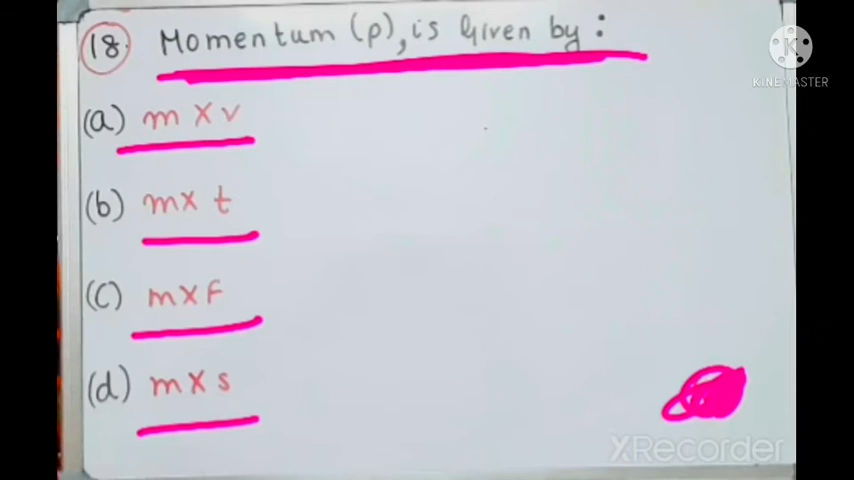 18. Momentum (p), is Given by :
K
KINEMASTER
(a) m x v
(b) m x t
(c) m x F
(d) m x s
XRecorder